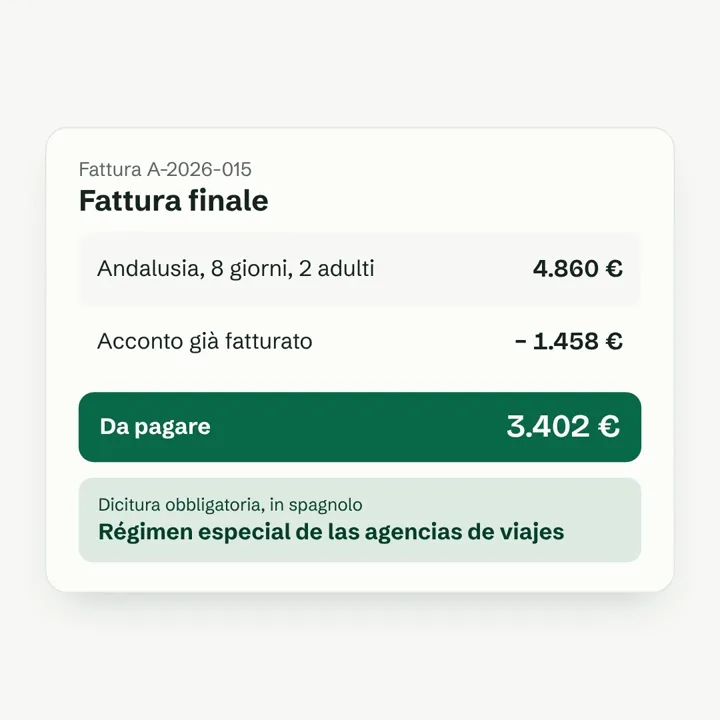 Fattura A-2026-015
Fattura finale
Andalusia, 8 giorni, 2 adulti 4.860 €
Acconto già fatturato - 1.458 €
Da pagare 3.402 €
Dicitura obbligatoria, in spagnolo
Régimen especial de las agencias de viajes